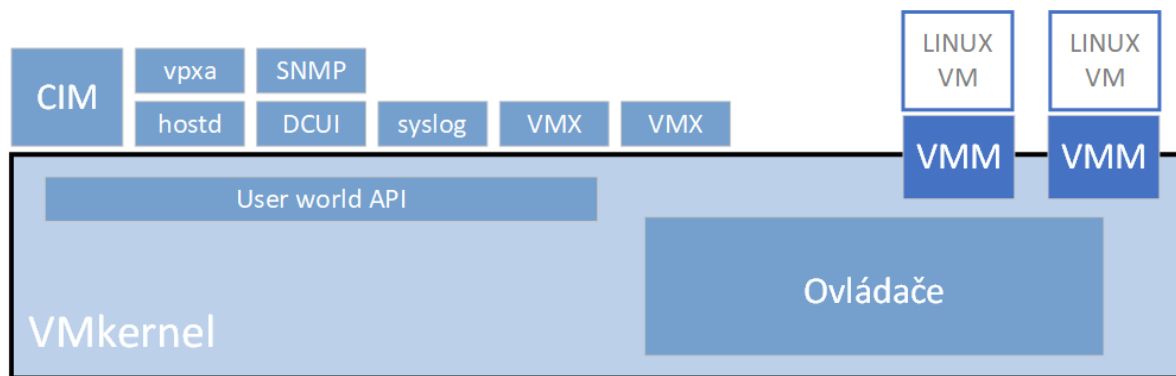 CIM
vpxa
SNMP
hostd
DCUI
syslog
VMX
VMX
LINUX
VM
LINUX
VM
VMM
VMM
User world API
Ovládače
VMkernel